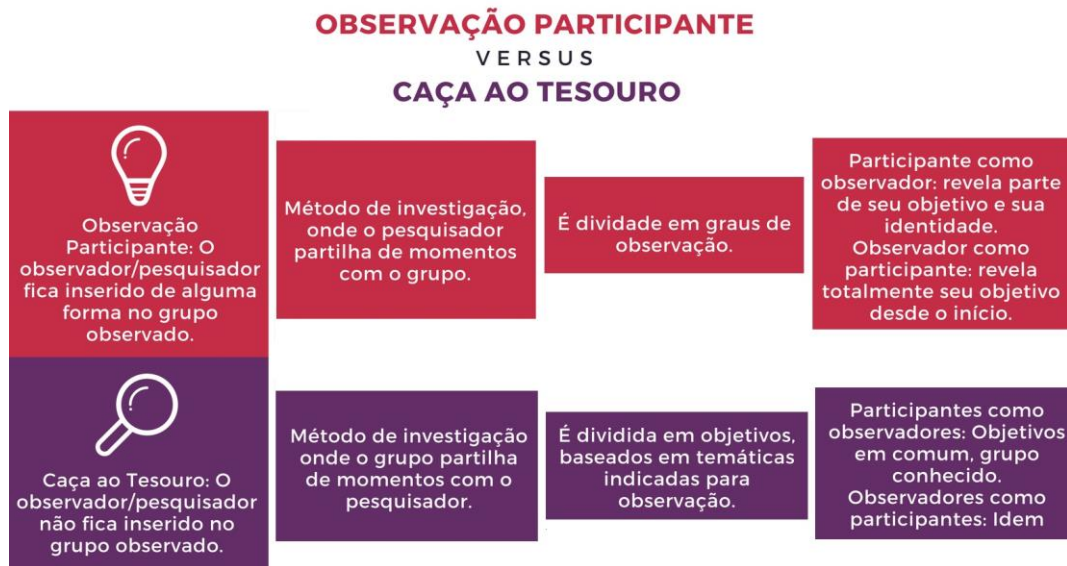 OBSERVAÇÃO PARTICIPANTE
VERSUS
CAÇA AO TESOURO
Observação
Participante: O
observador/pesquisador
fica inserido de alguma
forma no grupo
observado.
Método de investigação,
onde o pesquisador
partilha de momentos
com o grupo.
É dividade em graus de
observação.
Participante como
observador: revela parte
de seu objetivo e sua
identidade.
Observador como
participante: revela
totalmente seu objetivo
desde o início.
Caça ao Tesouro: O
observador/pesquisador
não fica inserido no
grupo observado.
Método de investigação
onde o grupo partilha
de momentos com o
pesquisador.
É dividida em objetivos,
baseados em temáticas
indicadas para
observação.
Participantes como
observadores: Objetivos
em comum, grupo
conhecido.
Observadores como
participantes: Idem